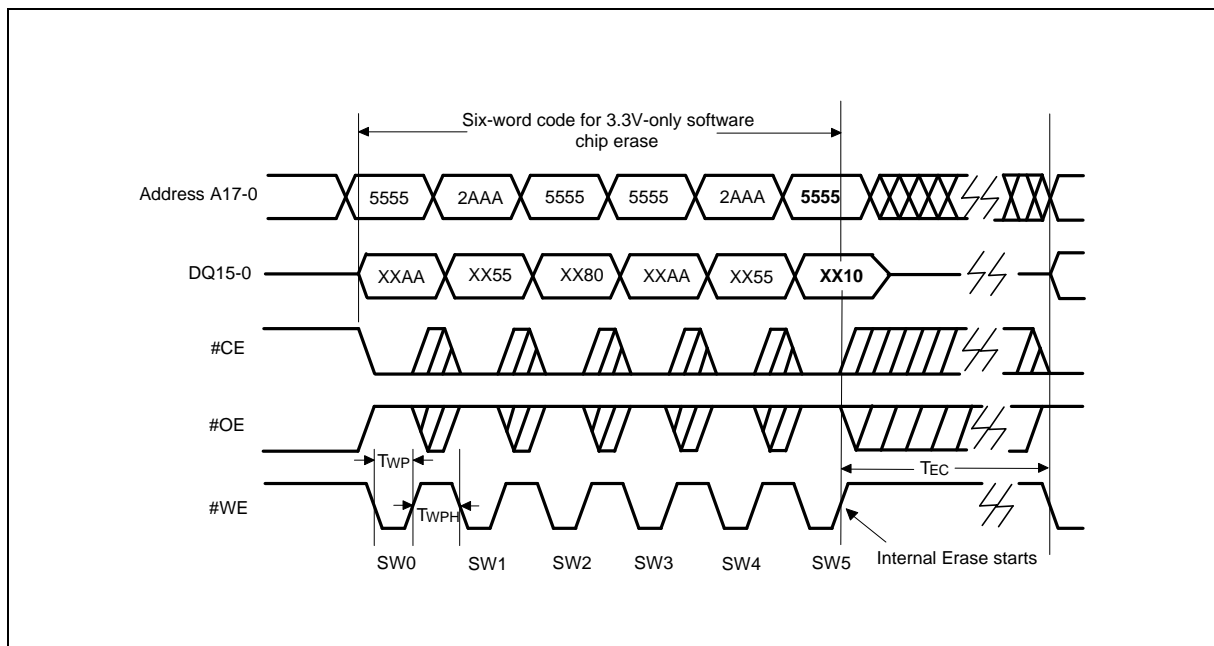 Six-word code for 3.3V-only software
chip erase
Address A17-0 5555 2AAA 5555 5555 2AAA 5555
DQ15-0 XXAA XX55 XX80 XXAA XX55 XX10
#CE
#OE
TWP
TEC
#WE
TWPH
Internal Erase starts
SW0 SW1 SW2 SW3 SW4 SW5